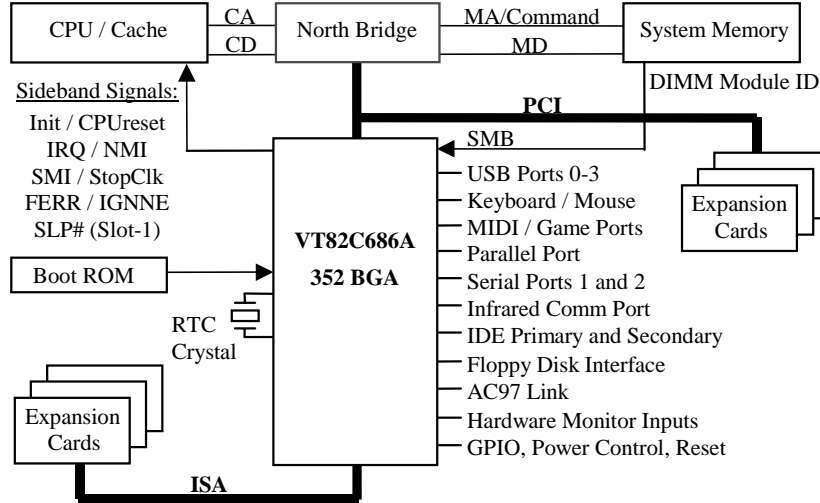 CPU / Cache
CA
CD
North Bridge
MA/Command
MD
System Memory
Sideband Signals:
Init / CPUreset
IRQ / NMI
SMI / StopClk
FERR / IGNNE
SLP# (Slot-1)
DIMM Module ID
PCI
SMB
Expansion
Cards
VT82C686A
352 BGA
USB Ports 0-3
Keyboard / Mouse
MIDI / Game Ports
Parallel Port
Serial Ports 1 and 2
Infrared Comm Port
IDE Primary and Secondary
Floppy Disk Interface
AC97 Link
Hardware Monitor Inputs
GPIO, Power Control, Reset
Boot ROM
RTC
Crystal
Expansion
Cards
ISA